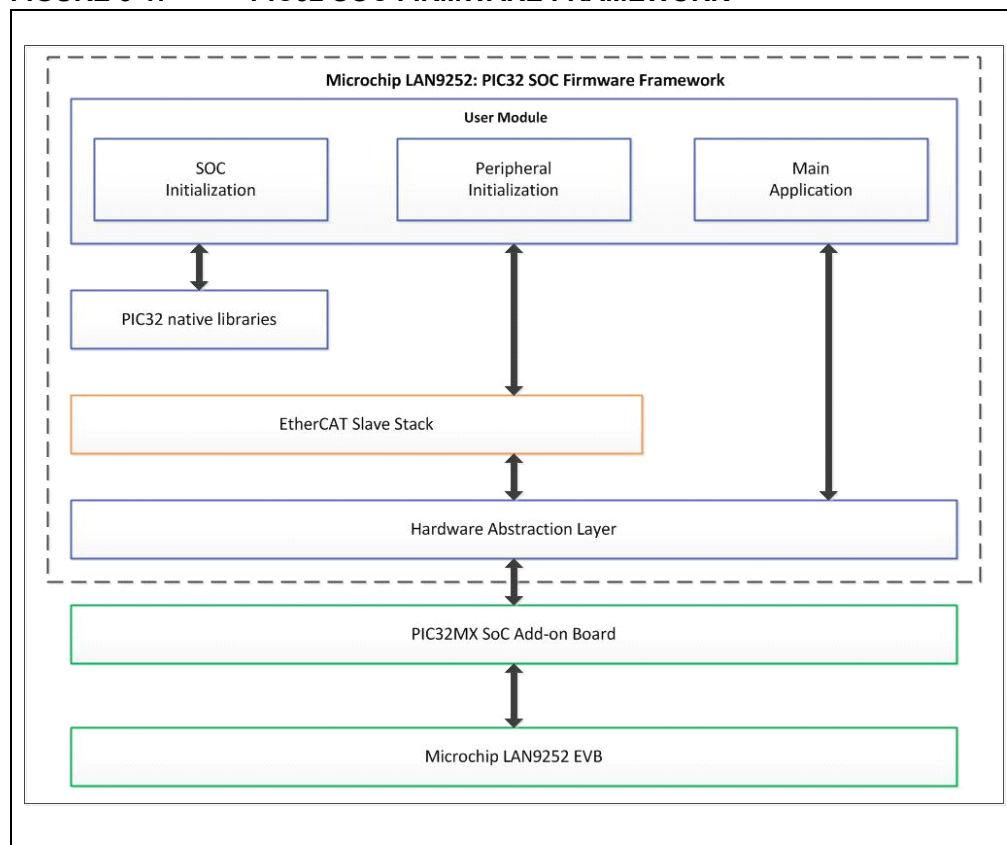 Microchip LAN9252: PIC32 SOC Firmware Framework
User Module
SOC
Initialization
Peripheral
Initialization
Main
Application
PIC32 native libraries
EtherCAT Slave Stack
Hardware Abstraction Layer
PIC32MX SoC Add-on Board
Microchip LAN9252 EVB